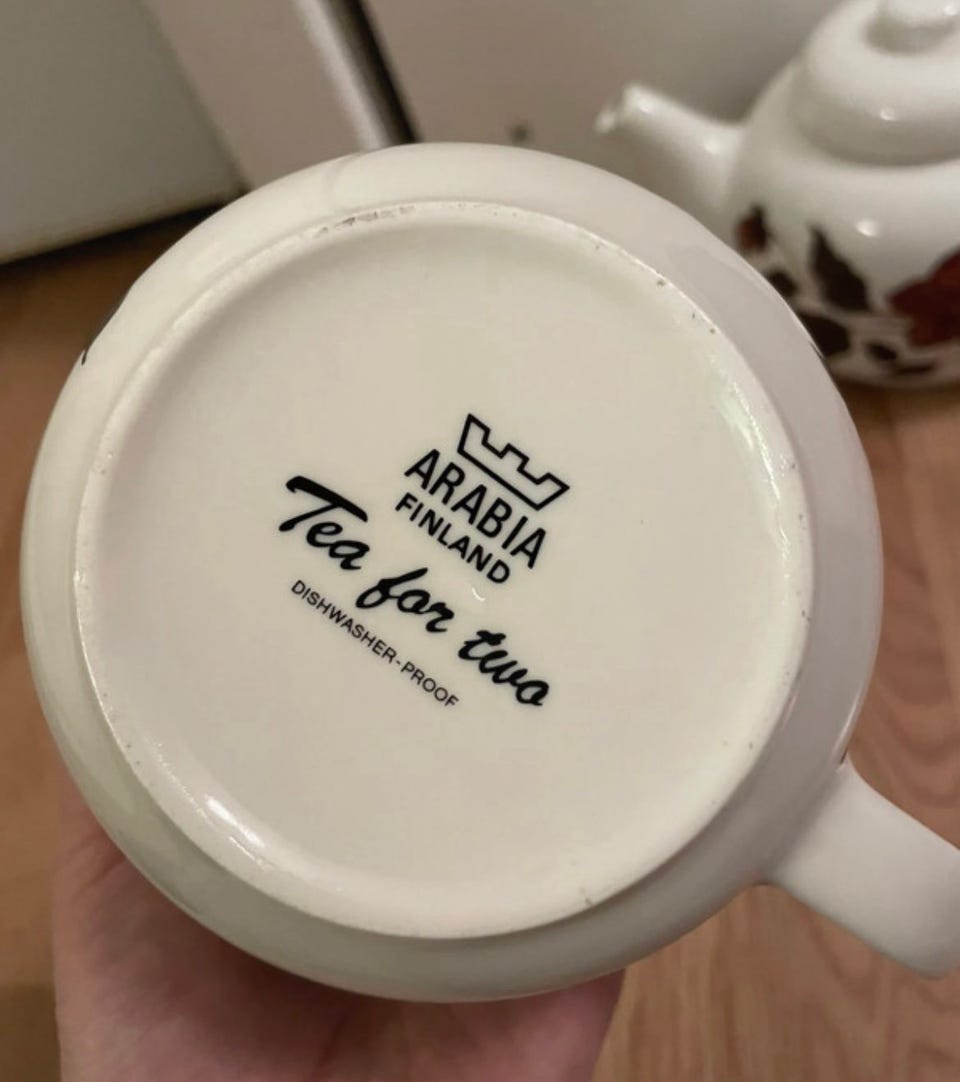 ARABIA
FINLAND
Tea for two
DISHWASHER-PROOF